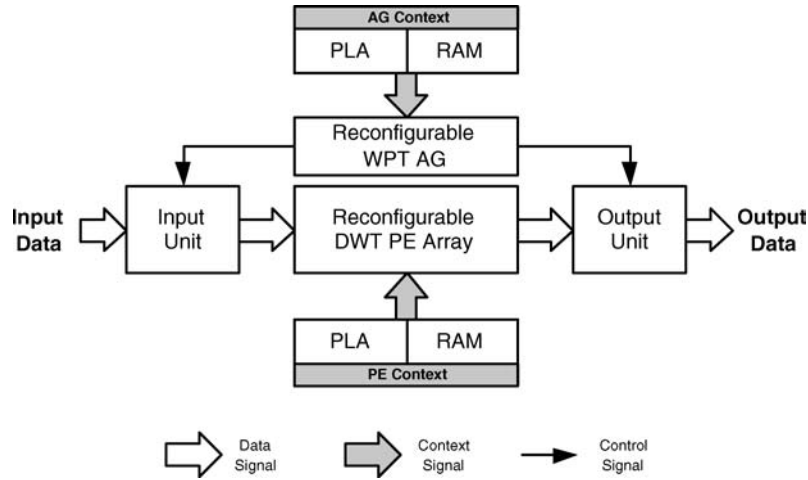 AG Context
PLA
RAM
Reconfigurable
WPT AG
Input
Data
Input
Unit
Reconfigurable
DWT PE Array
Output
Unit
Output
Data
PLA
RAM
PE Context
Data
Signal
Context
Signal
Control
Signal